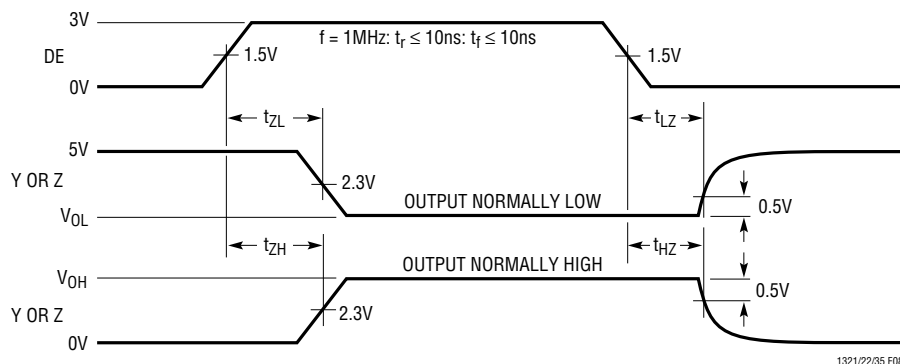 3V
f = 1MHz: tr ≤ 10ns: tf ≤ 10ns
DE
1.5V
1.5V
0V
tZL
tLZ
5V
Y OR Z
2.3V
OUTPUT NORMALLY LOW
0.5V
VOL
tZH
tHZ
VOH
OUTPUT NORMALLY HIGH
0.5V
Y OR Z
2.3V
0V
1321/22/35 F08